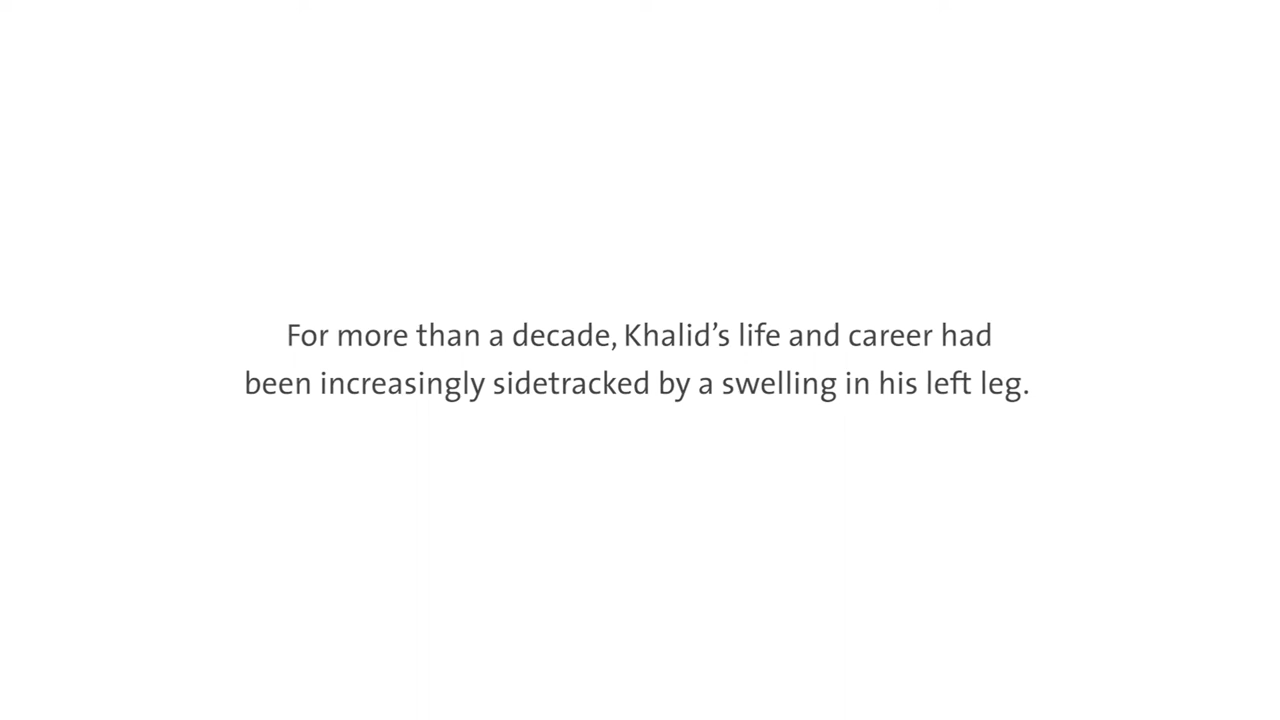 For more than a decade, Khalid’s life and career had
been increasingly sidetracked by a swelling in his left leg.